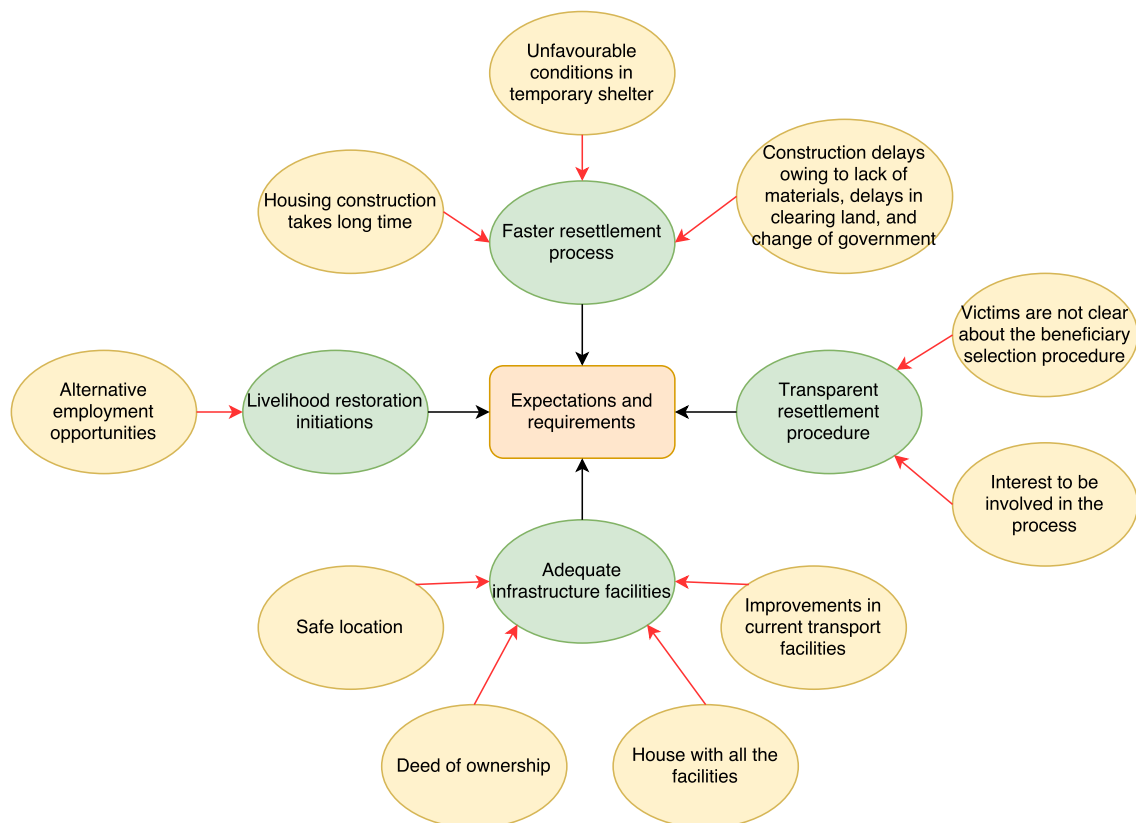 Unfavourable
conditions in
temporary shelter
Construction delays
owing to lack of
materials, delays in
clearing land, and
change of government
Housing construction
takes long time
Faster resettlement
process
Victims are not clear
about the beneficiary
selection procedure
Alternative
employment
opportunities
Livelihood restoration
initiations
Expectations and
requirements
Transparent
resettlement
procedure
Interest to be
involved in the
process
Adequate
infrastructure facilities
Safe location
Improvements in
current transport
facilities
Deed of ownership
House with all the
facilities